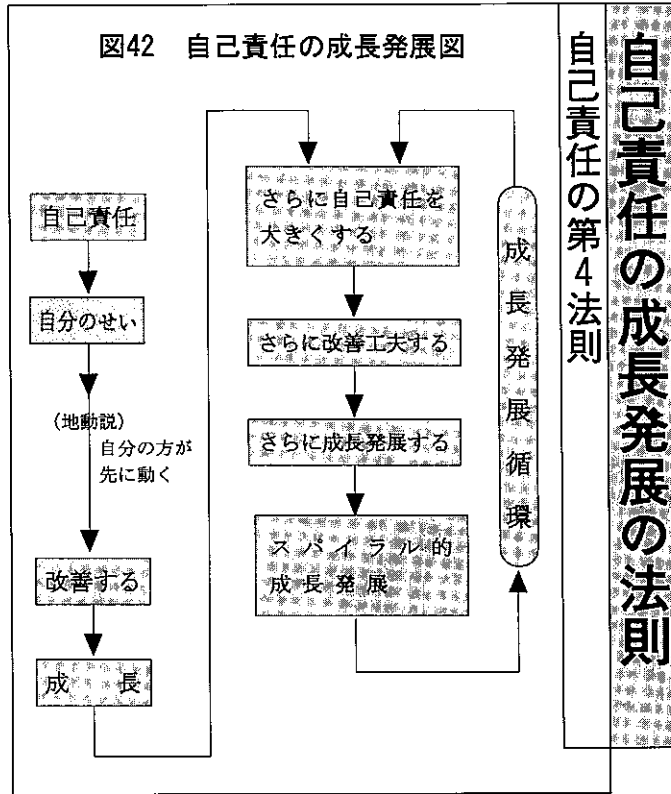 自己責任の成長発展の法則
自己責任の第4法則
図42 自己責任の成長発展図
自己責任
自分のせい
(地動説)
自分の方が
先に動く
改善する
成長
さらに自己責任を
大きくする
さらに改善工夫する
さらに成長発展する
スパイラル的
成長発展
成長発展循環